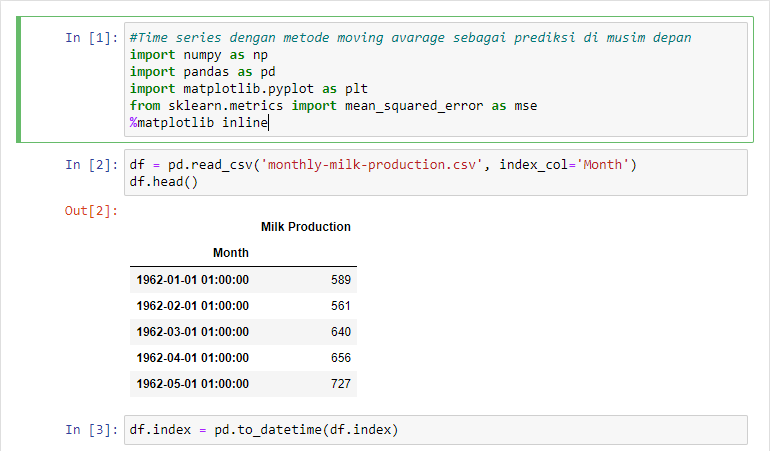 In [1]: #Time series dengan metode moving avarage sebagai prediksi di musim depan
import numpy as np
import pandas as pd
import matplotlib.pyplot as plt
from sklearn.metrics import mean_squared_error as mse
%matplotlib inline
In [2]: df = pd.read_csv('monthly-milk-production.csv', index_col='Month')
df.head()
Out[2]:
Milk Production
Month
1962-01-01 01:00:00 589
1962-02-01 01:00:00 561
1962-03-01 01:00:00 640
1962-04-01 01:00:00 656
1962-05-01 01:00:00 727
In [3]: df.index = pd.to_datetime(df.index)